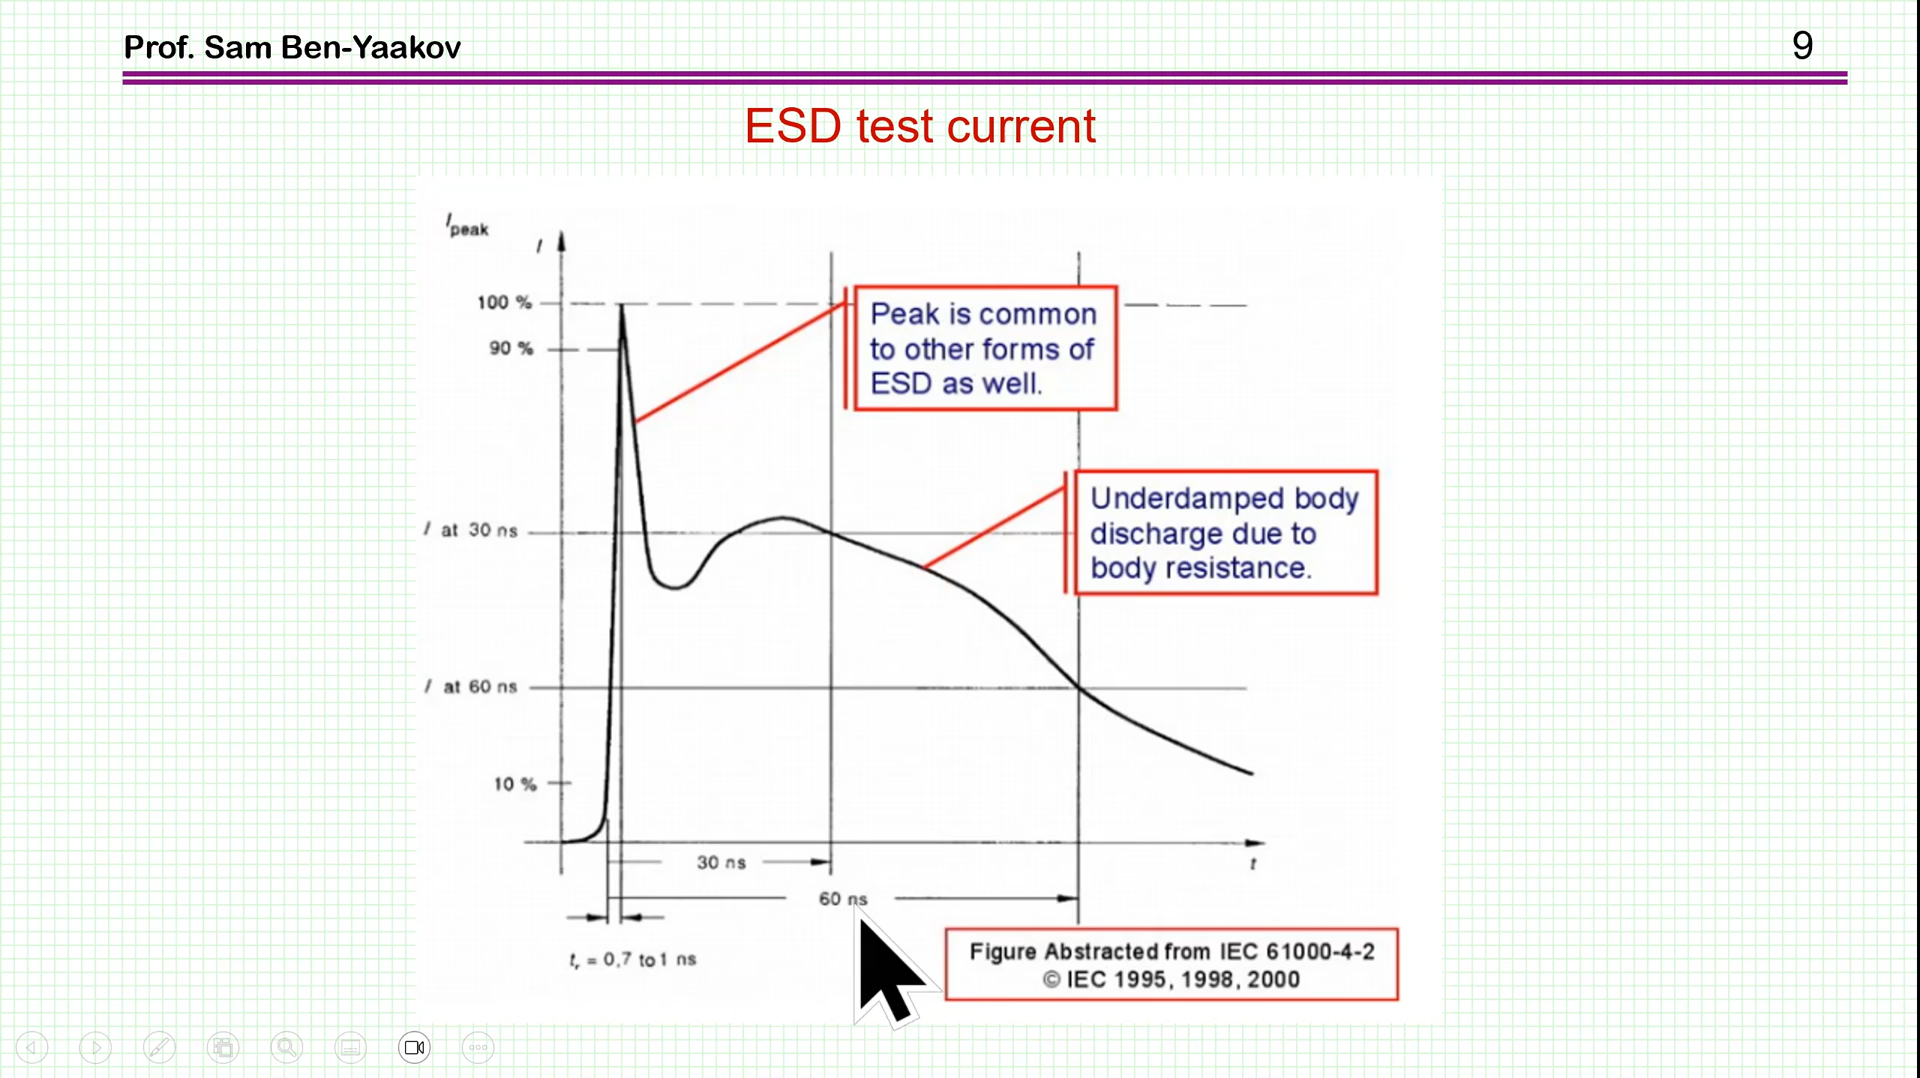 Prof. Sam Ben-Yaakov
9
ESD test current
Ipeak
I
100 %
90 %
Peak is common
to other forms of
ESD as well.
I at 30 ns
Underdamped body
discharge due to
body resistance.
I at 60 ns
10 %
30 ns
t
60 ns
tr = 0,7 to 1 ns
Figure Abstracted from IEC 61000-4-2
© IEC 1995, 1998, 2000